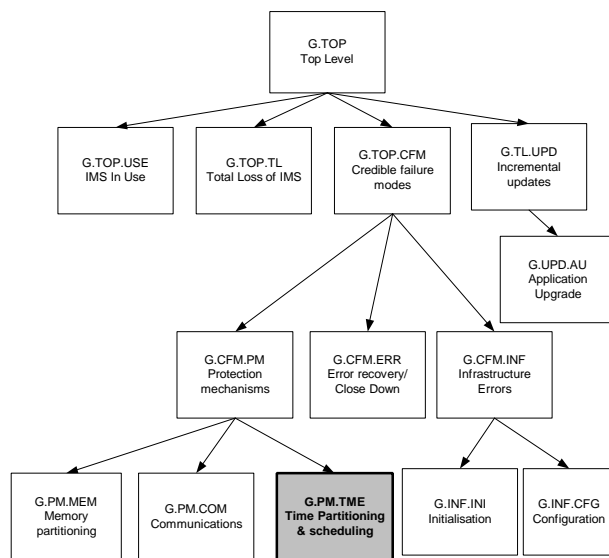 G.TOP
Top Level
G.TOP.USE
IMS In Use
G.TOP.TL
Total Loss of IMS
G.TOP.CFM
Credible failure
modes
G.TL.UPD
Incremental
updates
G.UPD.AU
Application
Upgrade
G.CFM.PM
Protection
mechanisms
G.CFM.ERR
Error recovery/
Close Down
G.CFM.INF
Infrastructure
Errors
G.PM.MEM
Memory
partitioning
G.PM.COM
Communications
G.PM.TME
Time Partitioning
& scheduling
G.INF.INI
Initialisation
G.INF.CFG
Configuration